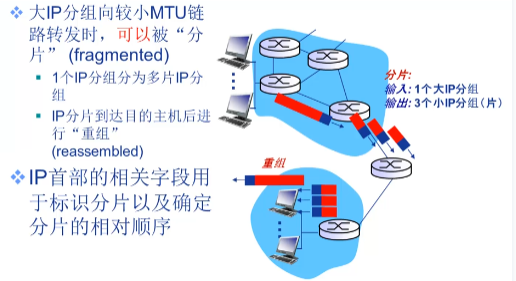 大IP分组向较小MTU链
路转发时，可以被“分
片” (fragmented)
1个IP分组分为多片IP分
组
IP分片到达目的主机后进
行“重组”
(reassembled)
IP首部的相关字段用
于标识分片以及确定
分片的相对顺序
分片:
输入: 1个大IP分组
输出: 3个小IP分组(片)
重组